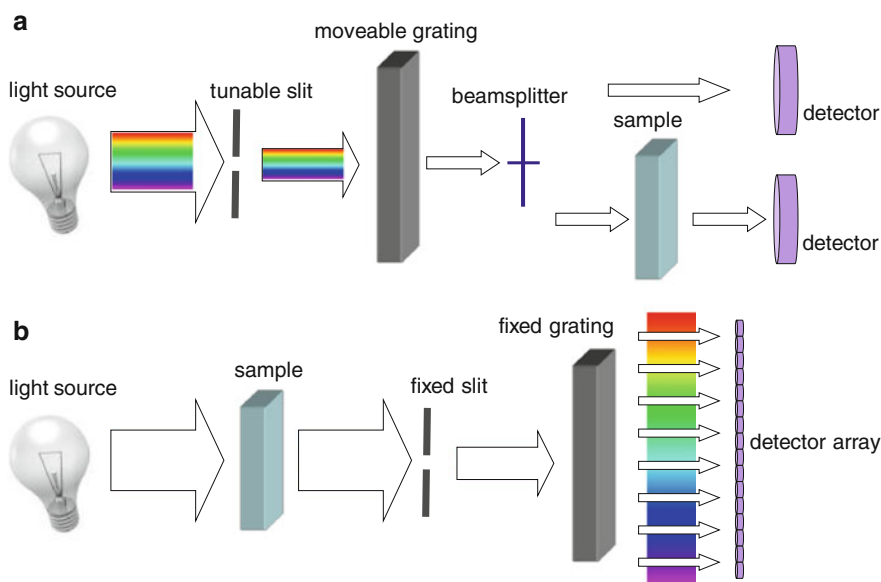 a
moveable grating
light source
tunable slit
beamsplitter
sample
detector
detector
b
fixed grating
light source
sample
fixed slit
detector array